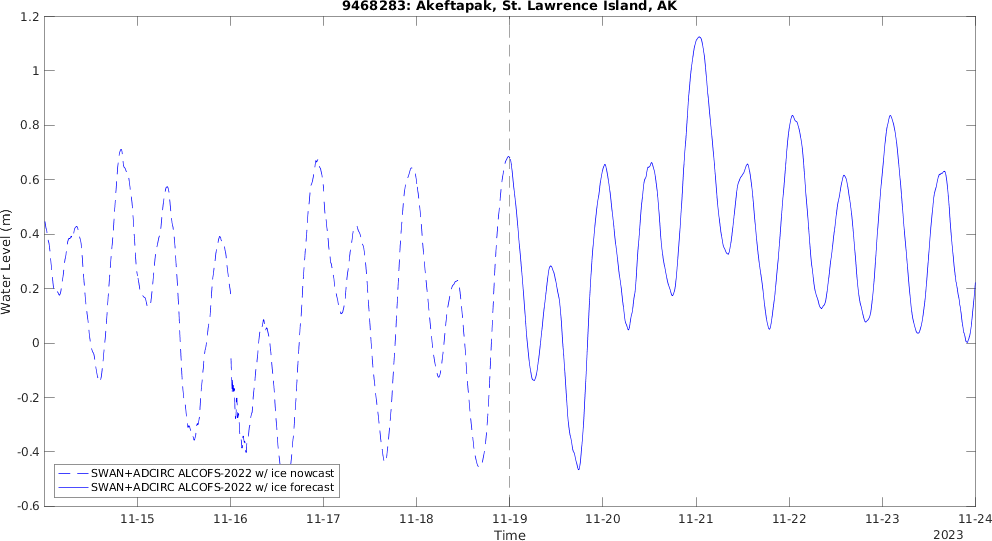 9468283: Akeftapak, St. Lawrence Island, AK
1.2
1
0.8
0.6
0.4
0.2
0
-0.2
-0.4
-0.6
Water Level (m)
SWAN+ADCIRC ALCOFS-2022 w/ ice nowcast
SWAN+ADCIRC ALCOFS-2022 w/ ice forecast
11-15 11-16 11-17 11-18 11-19 11-20 11-21 11-22 11-23 11-24
Time
2023